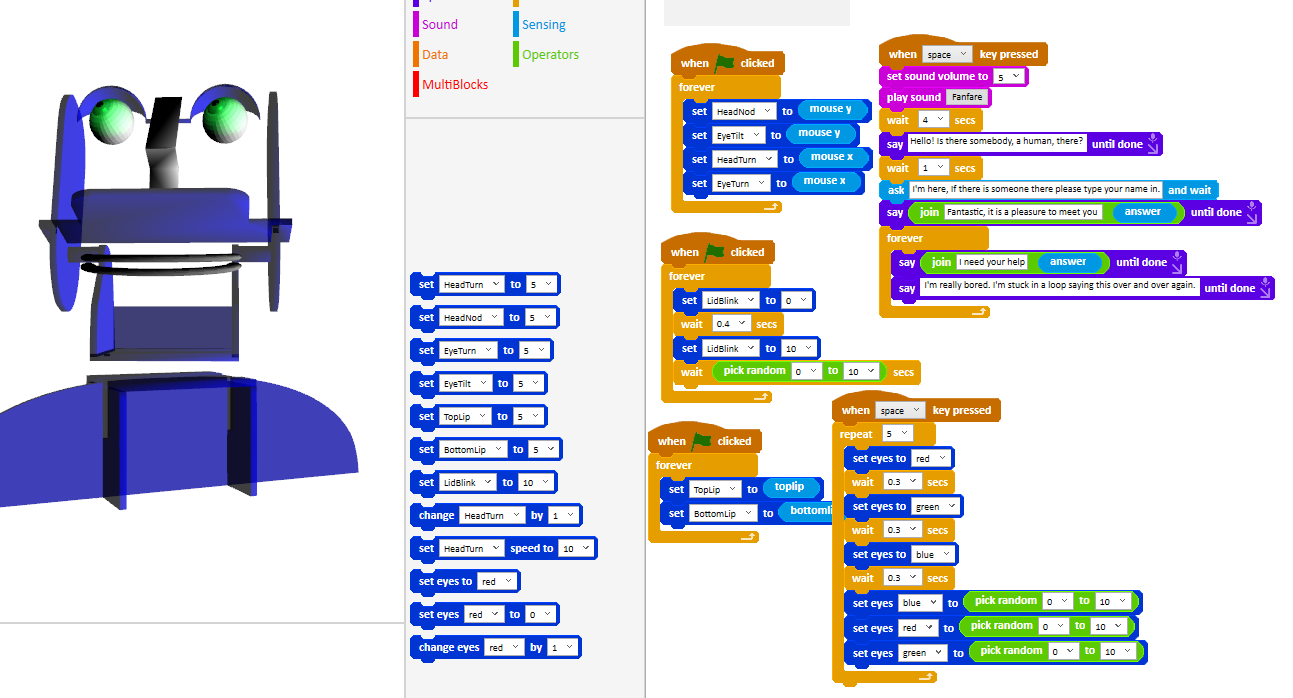 Sound
Sensing
Data
Operators
MultiBlocks
set HeadTurn to 5
set HeadNod to 5
set EyeTurn to 5
set EyeTilt to 5
set TopLip to 5
set BottomLip to 5
set LidBlink to 10
change HeadTurn by 1
set HeadTurn speed to 10
set eyes to red
set eyes red to 0
change eyes red by 1
when clicked
forever
set HeadNod to mouse y
set EyeTilt to mouse y
set HeadTurn to mouse x
set EyeTurn to mouse x
when clicked
forever
set LidBlink to 0
wait 0.4 secs
set LidBlink to 10
wait pick random 0 to 10 secs
when clicked
forever
set TopLip to toplip
set BottomLip to
when space key pressed
set sound volume to 5
play sound Fanfare
wait 4 secs
say Hello! Is there somebody, a human, there? until done
wait 1 secs
ask I'm here, if there is someone there please type your name in. and wait
say join Fantastic, it is a pleasure to meet you answer until done
forever
say join I need your help answer until done
say I'm really bored. I'm stuck in a loop saying this over and over again. until done
when space key pressed
repeat 5
set eyes to red
wait 0.3 secs
set eyes to green
wait 0.3 secs
set eyes to blue
wait 0.3 secs
set eyes blue to pick random 0 to 10
set eyes red to pick random 0 to 10
set eyes green to pick random 0 to 10